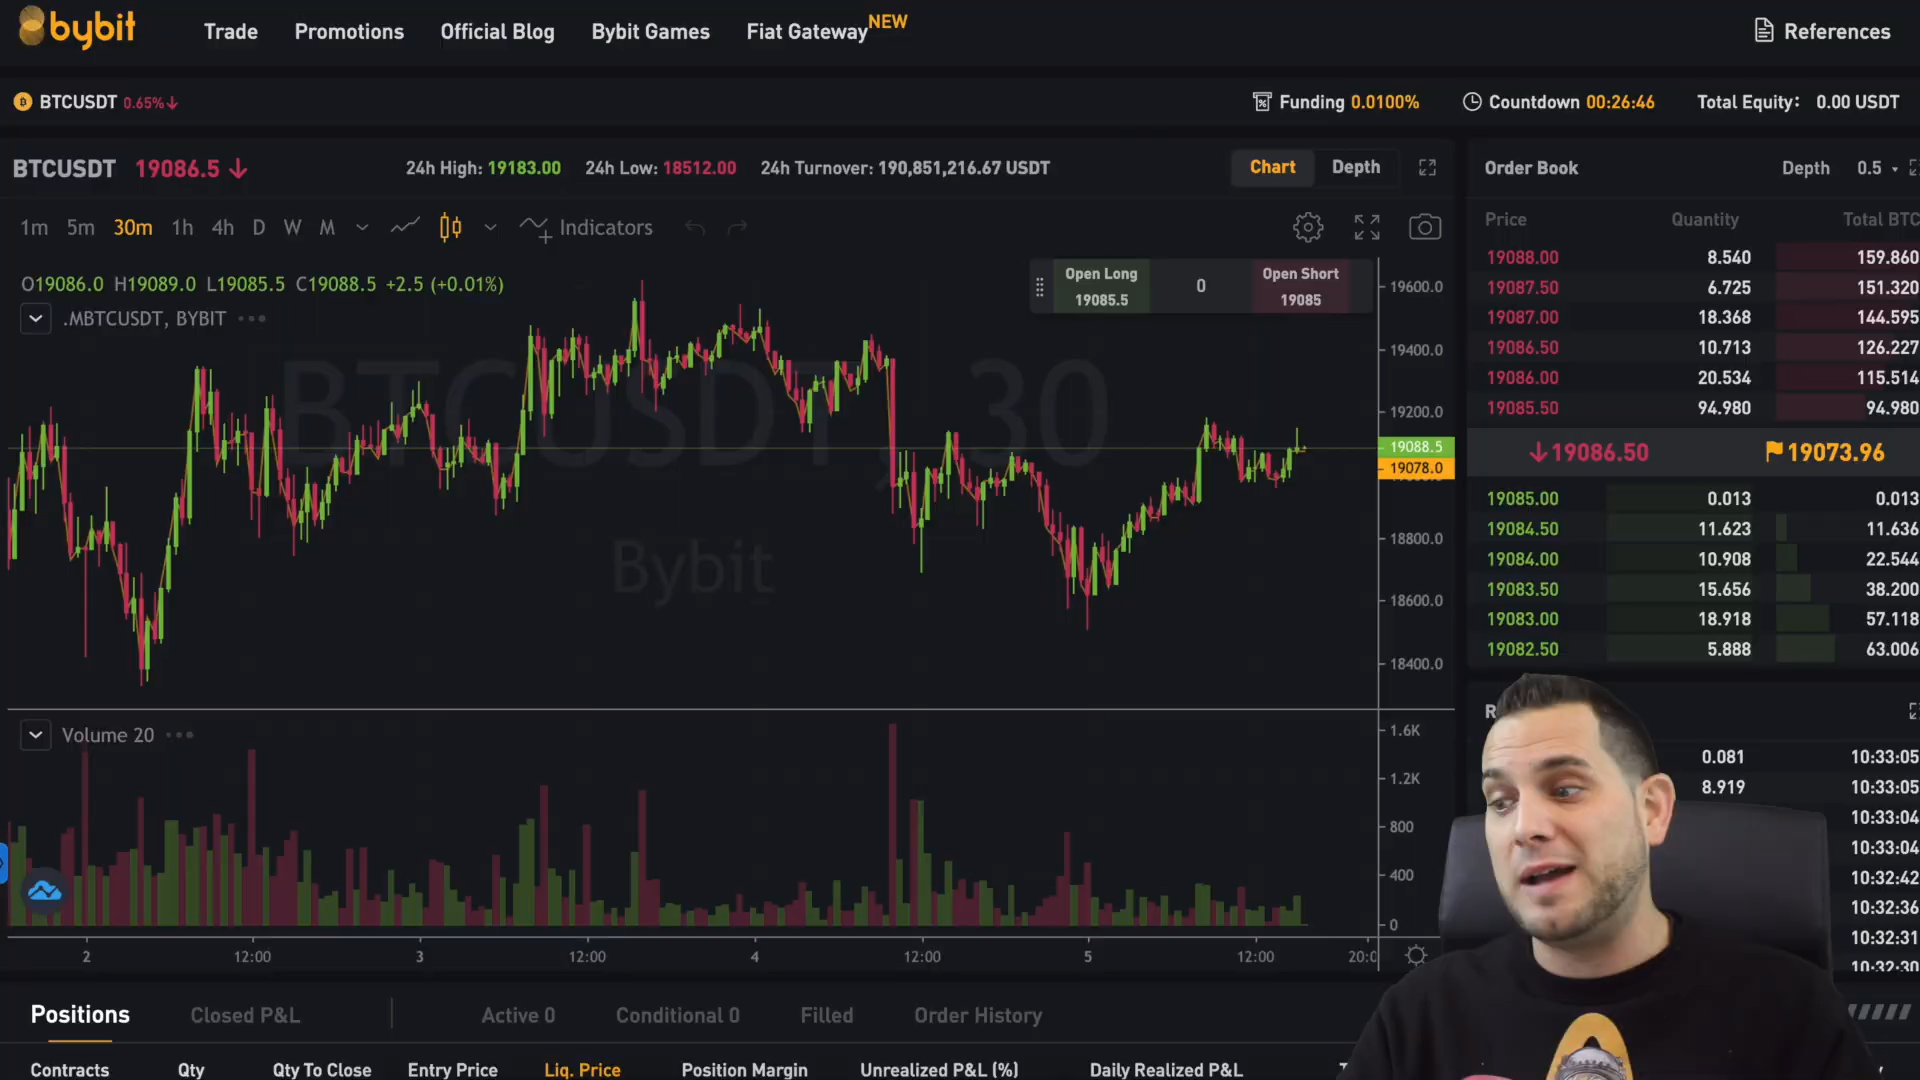 bybit Trade Promotions Official Blog Bybit Games Fiat Gateway NEW References
BTCUSDT 0.65% Funding 0.0100% Countdown 00:26:46 Total Equity: 0.00 USDT
BTCUSDT 19086.5 24h High: 19183.00 24h Low: 18512.00 24h Turnover: 190,851,216.67 USDT Chart Depth
1m 5m 30m 1h 4h D W M Indicators
O19086.0 H19089.0 L19085.5 C19088.5 +2.5 (+0.01%)
.MBTCUSDT, BYBIT
Open Long 19085.5 0 Open Short 19085
BTCUSDT, 30
Bybit
19600.0
19400.0
19200.0
19088.5
19078.0
18800.0
18600.0
18400.0
Volume 20
1.6K
1.2K
800
400
0
2 12:00 3 12:00 4 12:00 5 12:00
Order Book Depth 0.5
Price Quantity Total BTC
19088.00 8.540 159.860
19087.50 6.725 151.320
19087.00 18.368 144.595
19086.50 10.713 126.227
19086.00 20.534 115.514
19085.50 94.980 94.980
19086.50 19073.96
19085.00 0.013 0.013
19084.50 11.623 11.636
19084.00 10.908 22.544
19083.50 15.656 38.200
19083.00 18.918 57.118
19082.50 5.888 63.006
0.081 10:33:05
8.919 10:33:05
10:33:04
10:33:04
10:32:42
10:32:36
10:32:31
10:32:30
Positions Closed P&L Active 0 Conditional 0 Filled Order History
Contracts Qty Qty To Close Entry Price Liq. Price Position Margin Unrealized P&L (%) Daily Realized P&L